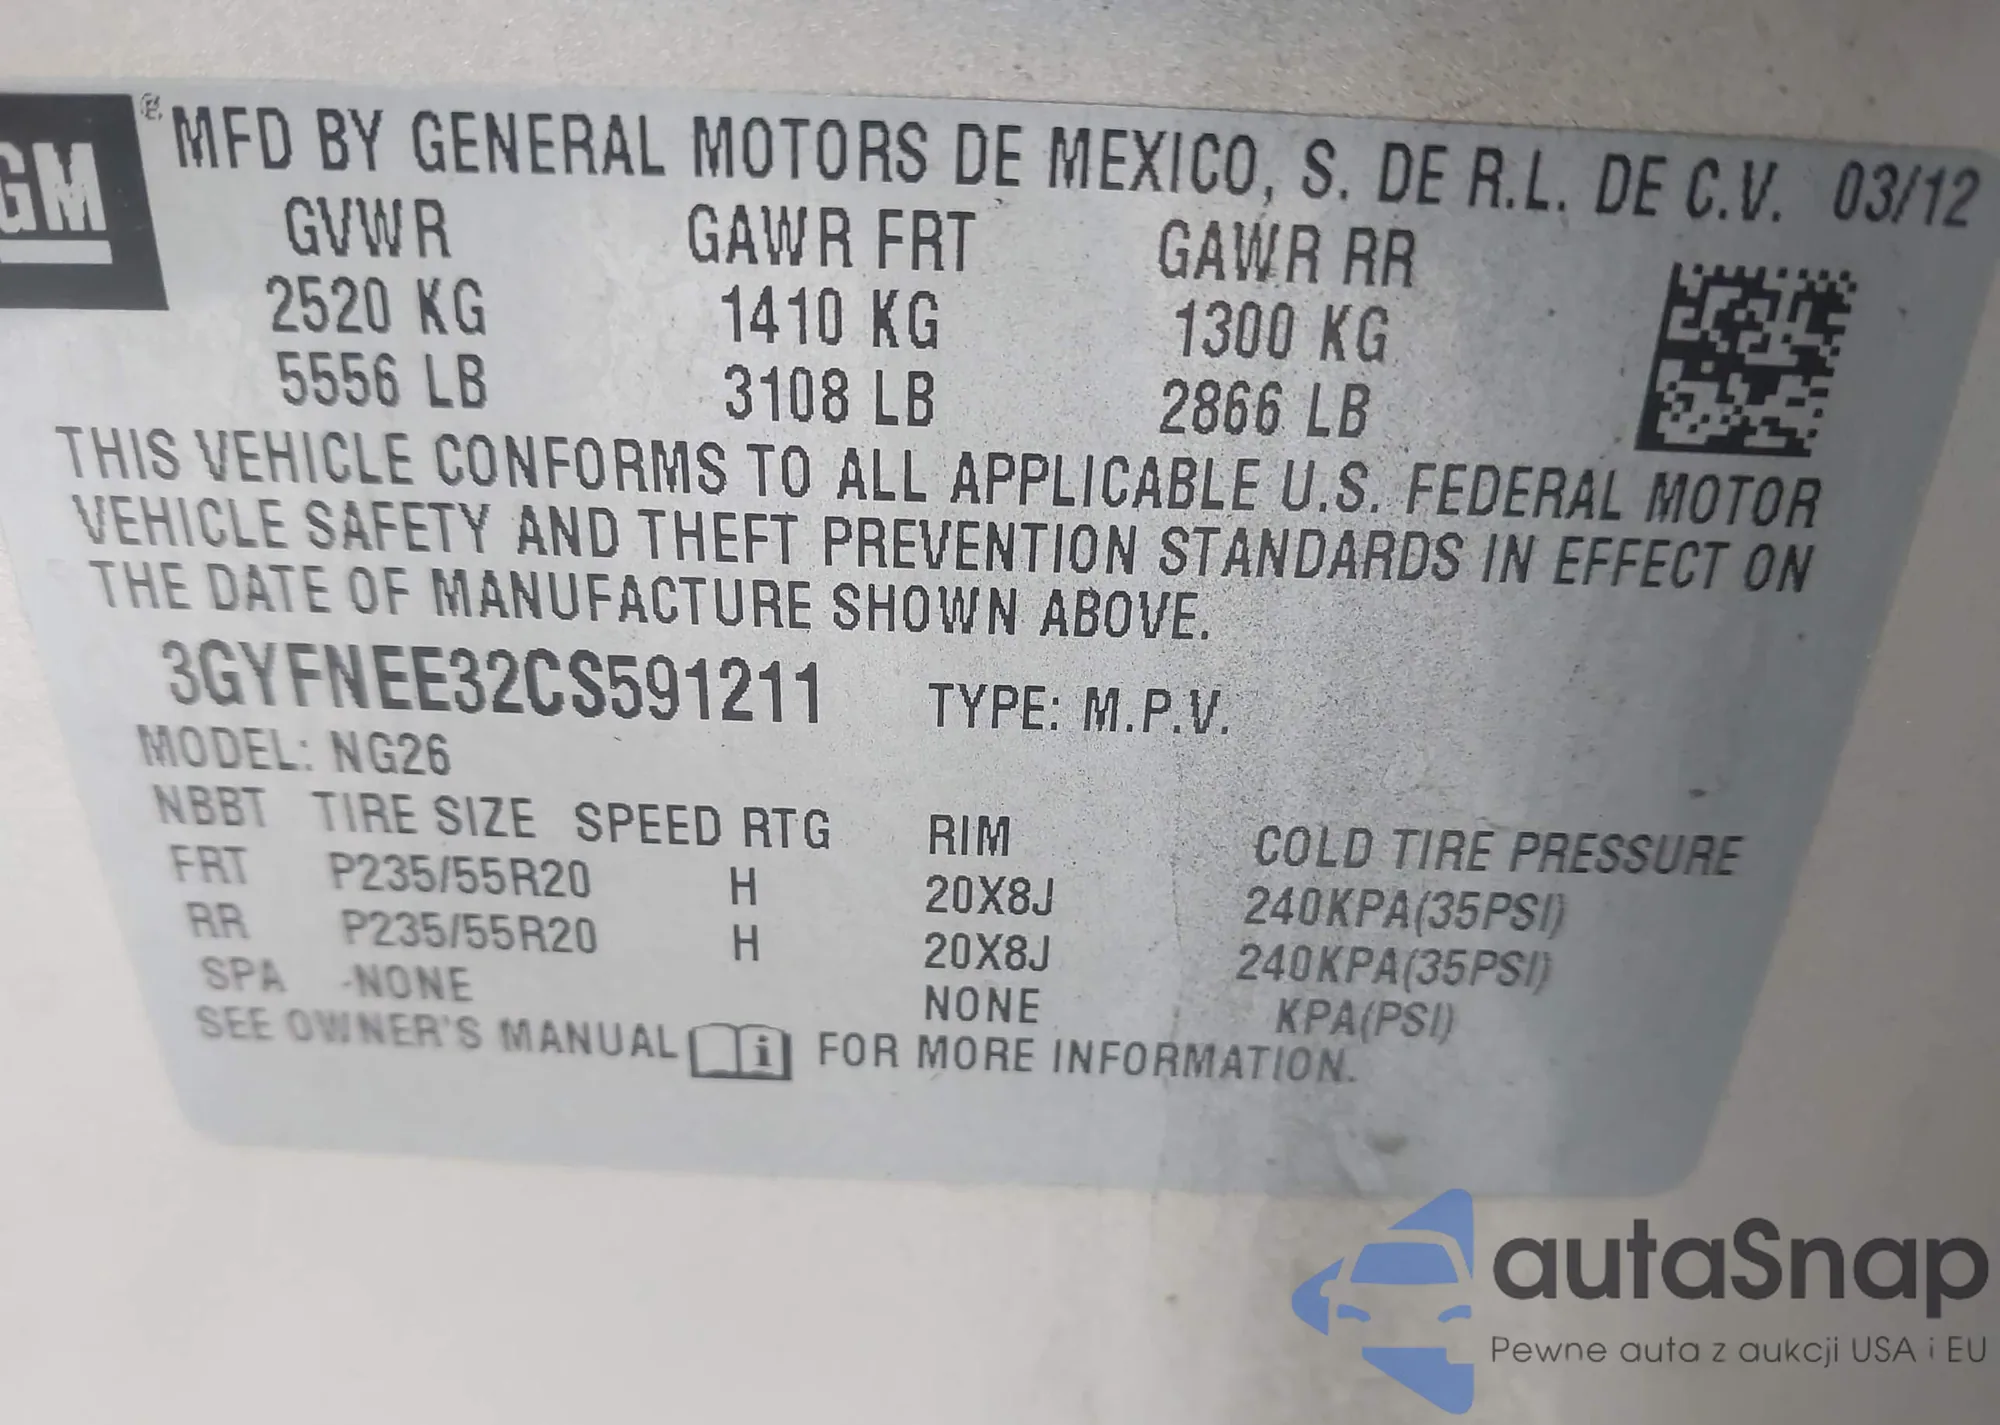 GM
® MFD BY GENERAL MOTORS DE MEXICO, S. DE R.L. DE C.V. 03/12
GVWR GAWR FRT GAWR RR
2520 KG 1410 KG 1300 KG
5556 LB 3108 LB 2866 LB
THIS VEHICLE CONFORMS TO ALL APPLICABLE U.S. FEDERAL MOTOR
VEHICLE SAFETY AND THEFT PREVENTION STANDARDS IN EFFECT ON
THE DATE OF MANUFACTURE SHOWN ABOVE.
3GYFNEE32CS591211 TYPE: M.P.V.
MODEL: NG26
NBBT TIRE SIZE SPEED RTG RIM COLD TIRE PRESSURE
FRT P235/55R20 H 20X8J 240KPA(35PSI)
RR P235/55R20 H 20X8J 240KPA(35PSI)
SPA -NONE NONE KPA(PSI)
SEE OWNER'S MANUAL i FOR MORE INFORMATION.
autaSnap
Pewne auta z aukcji USA i EU